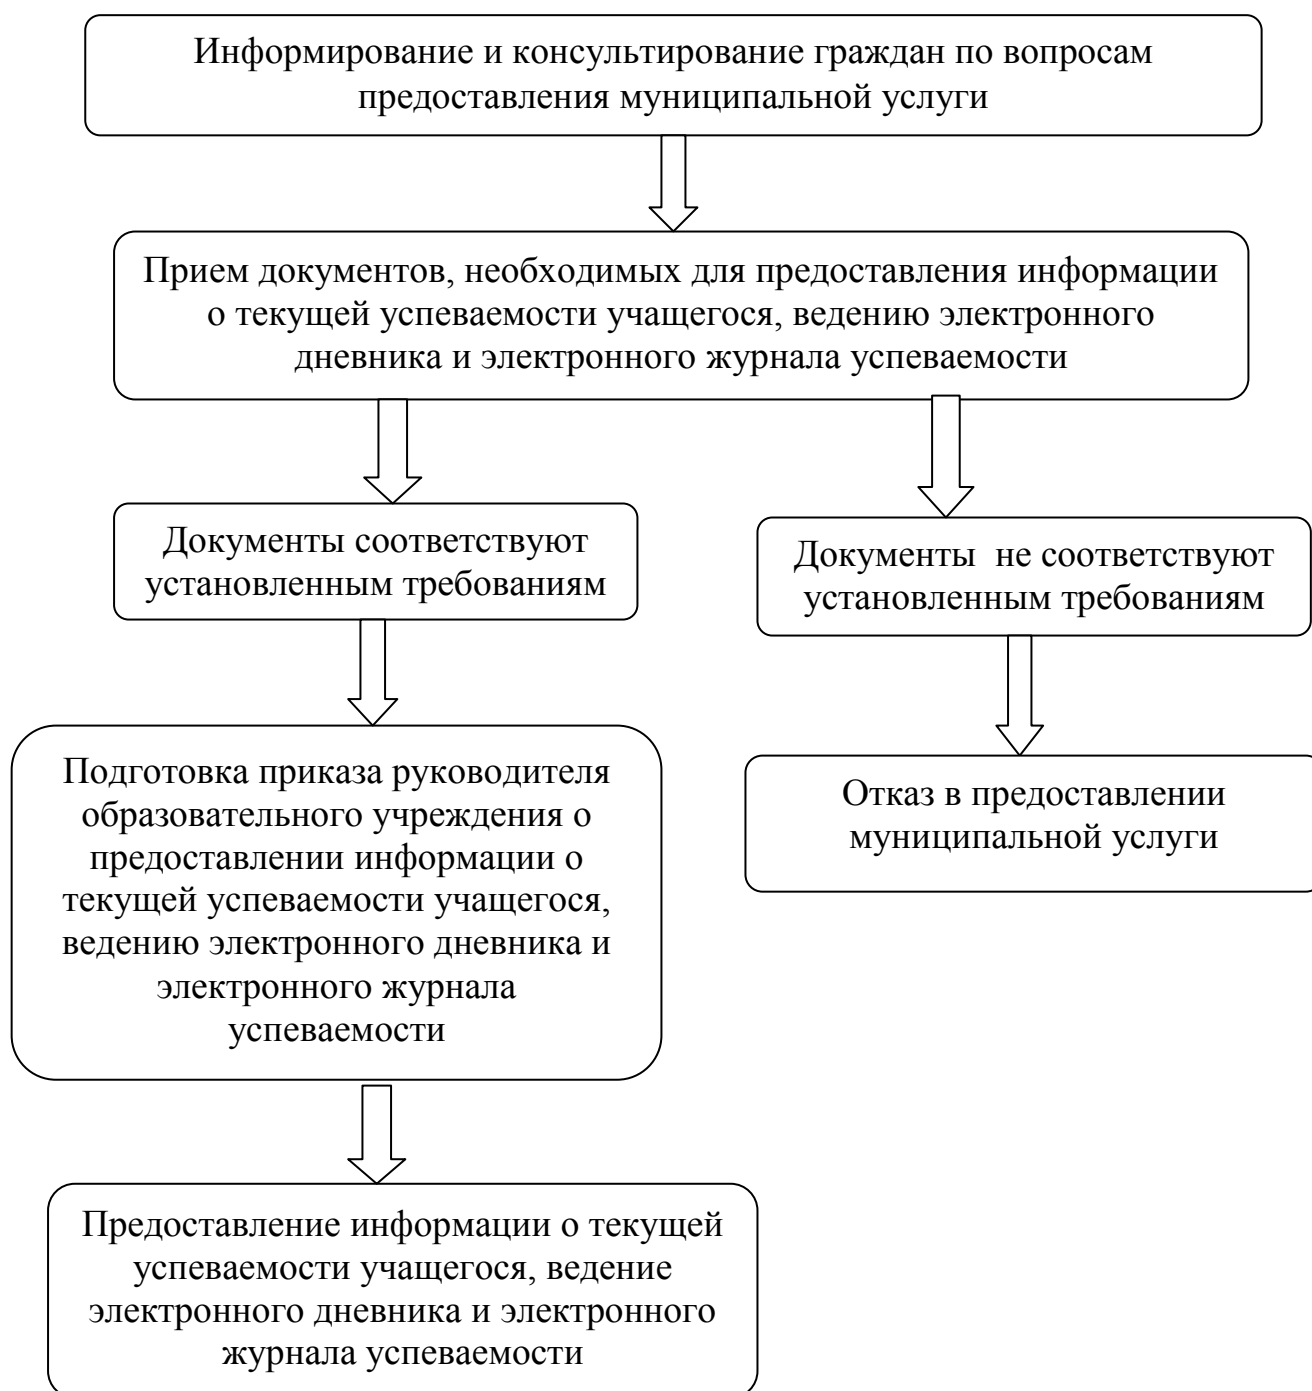 Информирование и консультирование граждан по вопросам
предоставления муниципальной услуги
Прием документов, необходимых для предоставления информации
о текущей успеваемости учащегося, ведению электронного
дневника и электронного журнала успеваемости
Документы соответствуют
установленным требованиям
Документы  не соответствуют
установленным требованиям
Подготовка приказа руководителя
образовательного учреждения о
предоставлении информации о
текущей успеваемости учащегося,
ведению электронного дневника и
электронного журнала
успеваемости
Отказ в предоставлении
муниципальной услуги
Предоставление информации о текущей
успеваемости учащегося, ведение
электронного дневника и электронного
журнала успеваемости